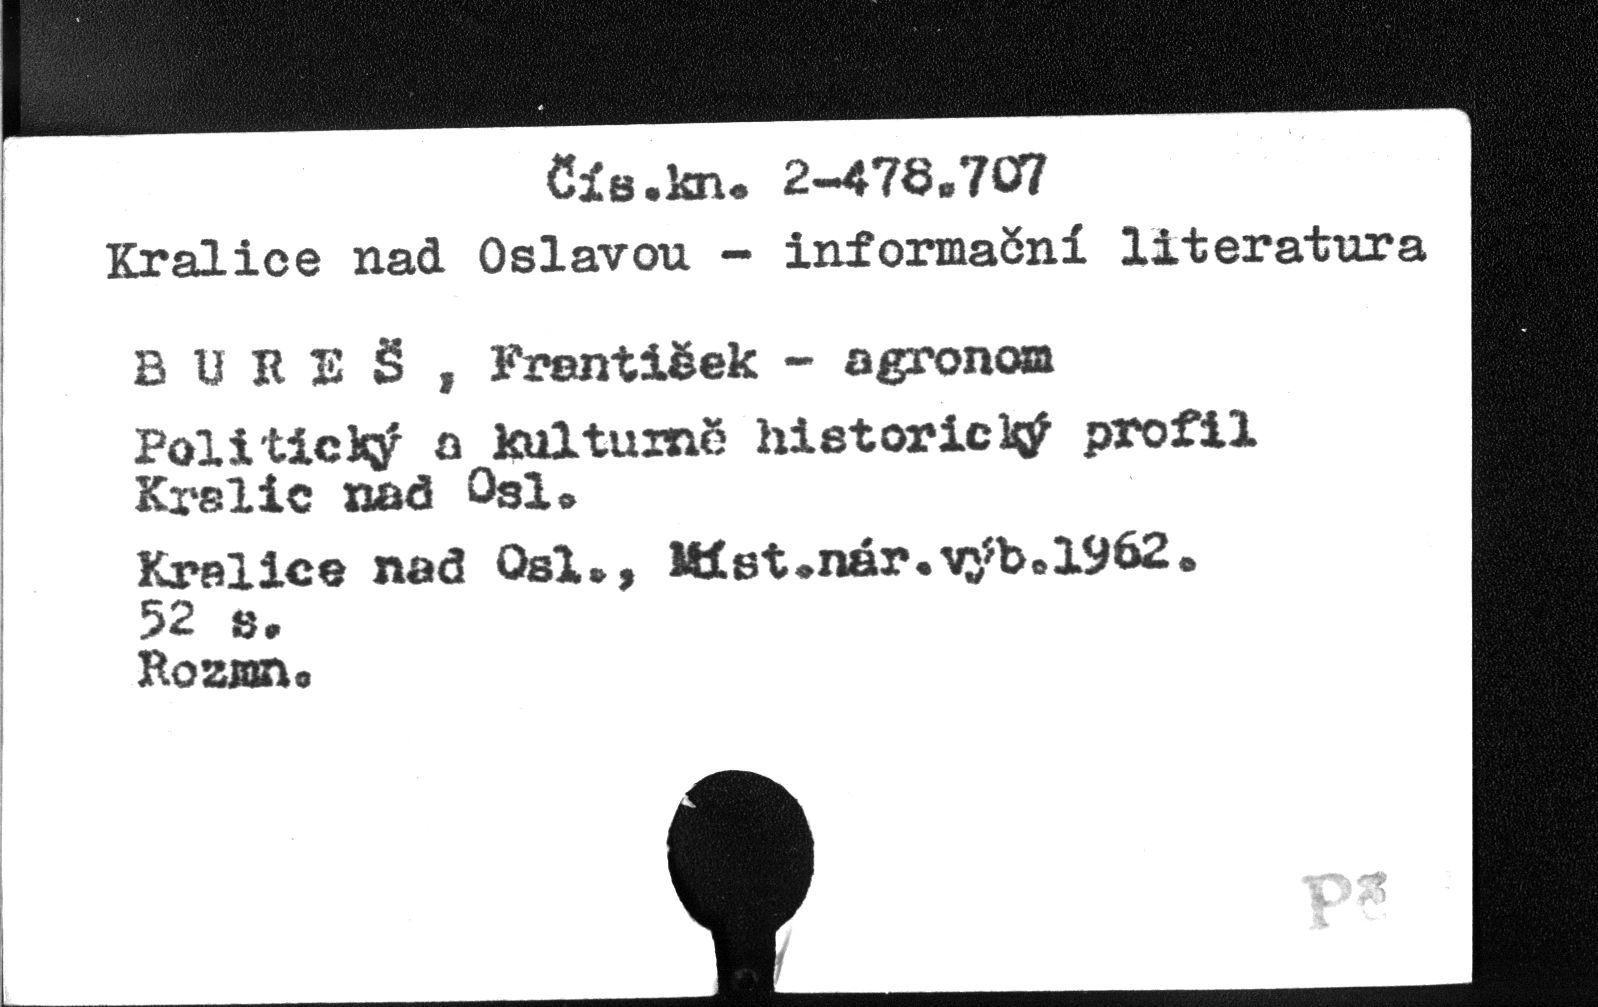 Čís.kn. 2-478.707
Kralice nad Oslavou - informační literatura
B U R E Š , František - agronom
Politický a kulturně historický profil
Kralic nad Osl.
Kralice nad Osl., Míst.nár.výb.1962.
52 s.
Rozmn.